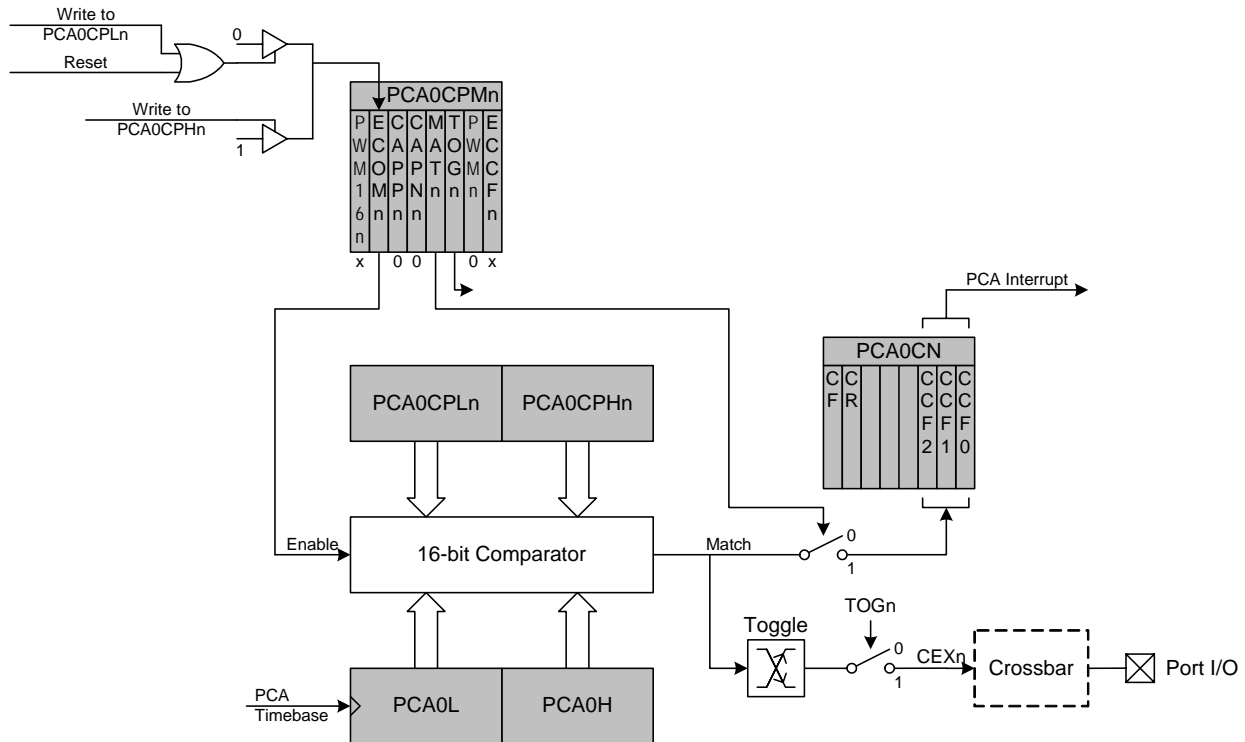 Write to
PCA0CPLn
Reset
0
Write to
PCA0CPHn
1
PCA0CPMn
PWM16n
ECOMn
CAPPn
CAPNn
MATn
TOGn
PWMn
ECCFn
x
0
0
0
x
PCA Interrupt
PCA0CN
CF
CR
CCF2
CCF1
CCF0
PCA0CPLn
PCA0CPHn
Enable
16-bit Comparator
Match
0
1
TOGn
Toggle
0
1
CEXn
Crossbar
Port I/O
PCA
Timebase
PCA0L
PCA0H